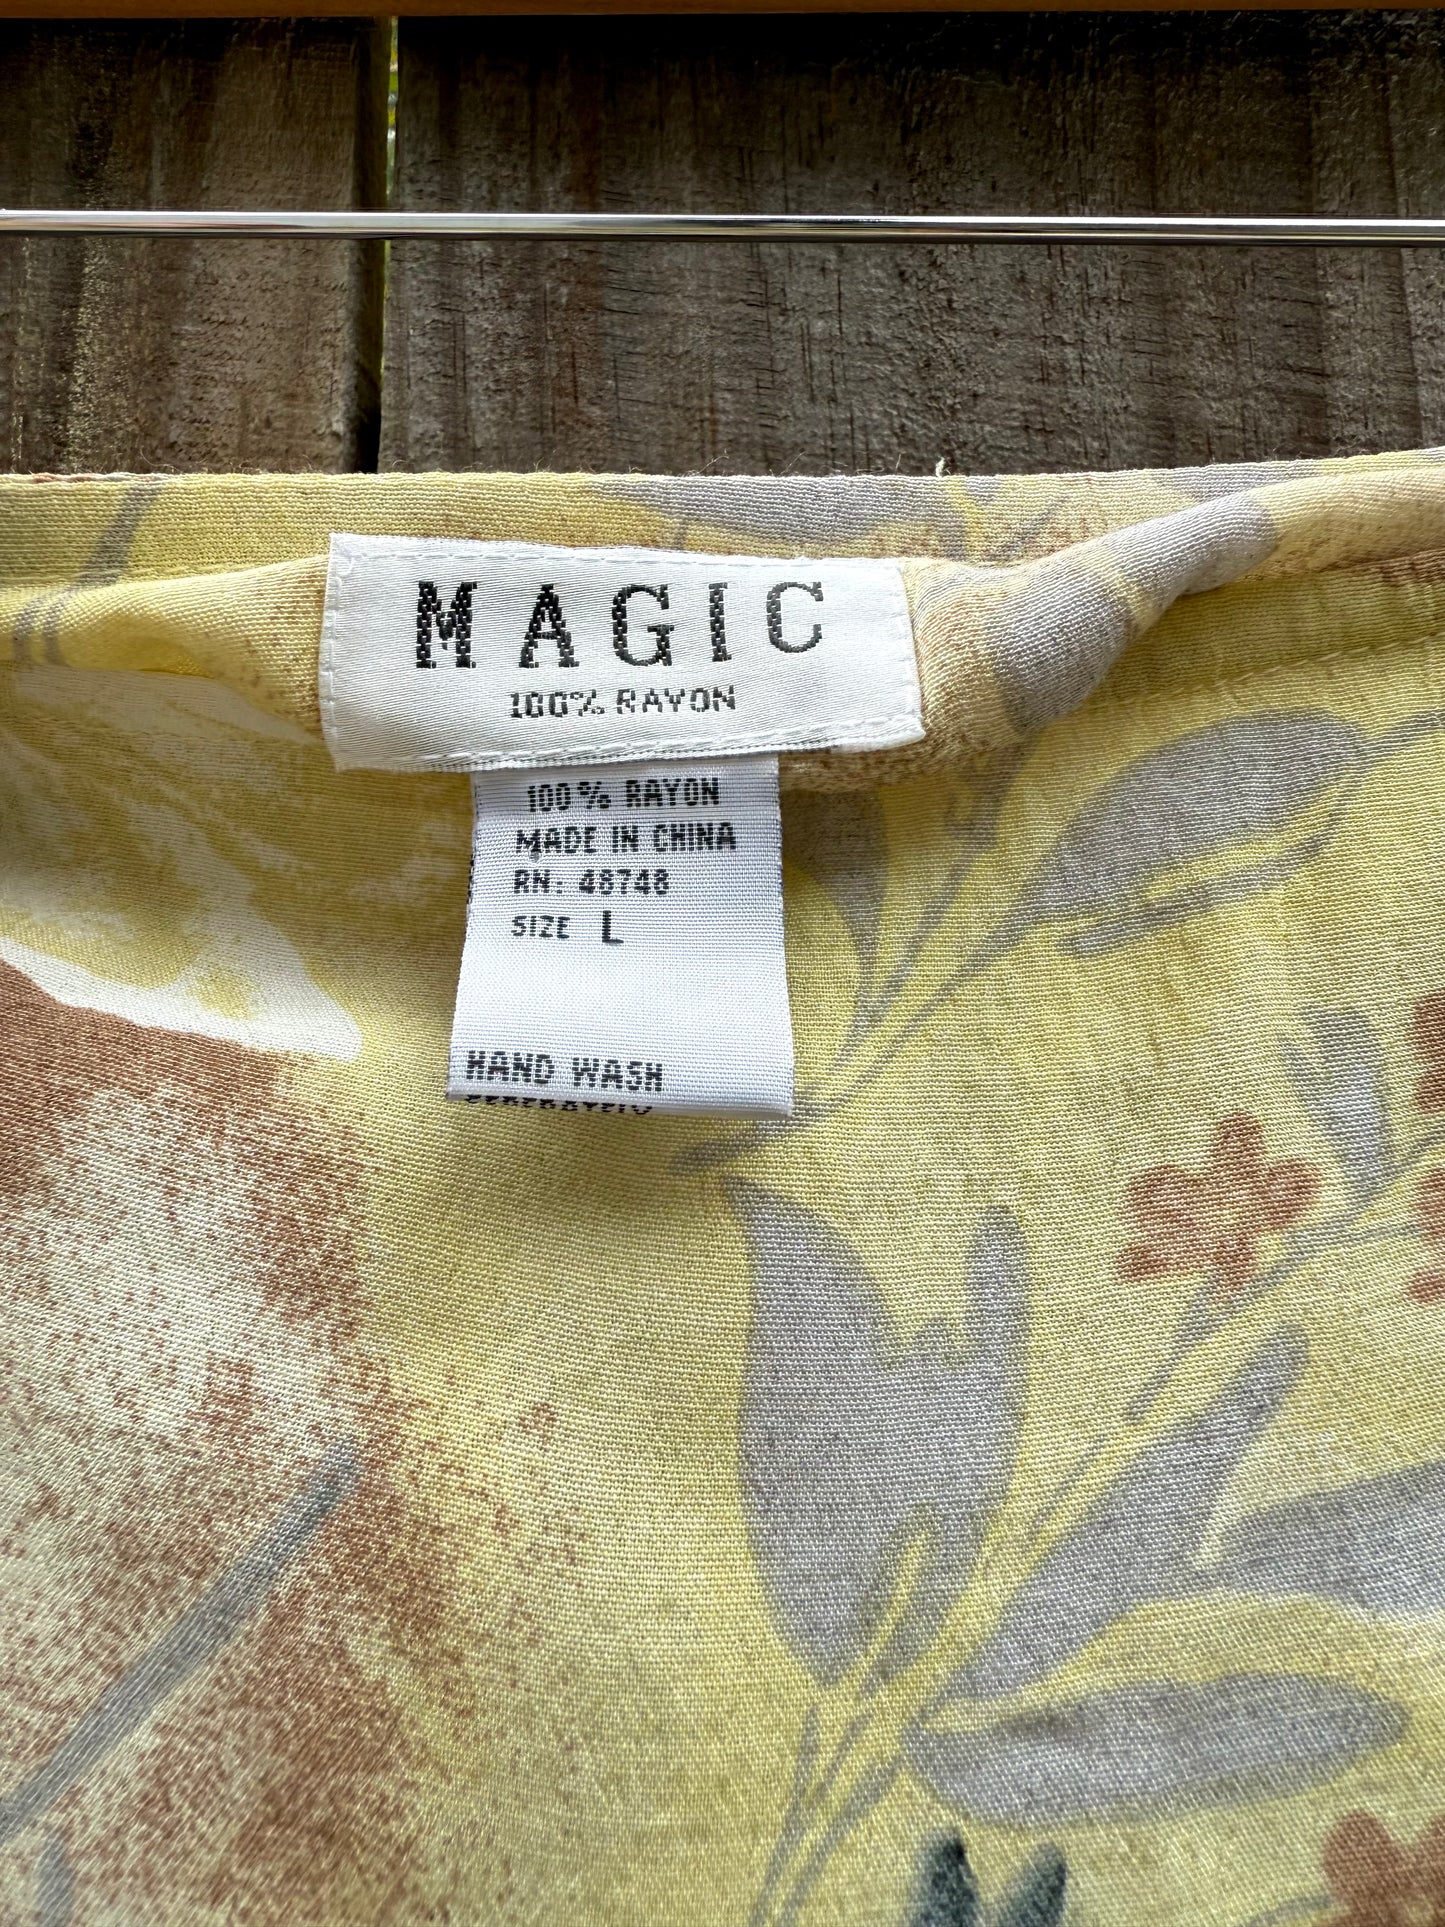 MAGIC
100% RAYON
100% RAYON
MADE IN CHINA
RN: 48748
SIZE L
HAND WASH